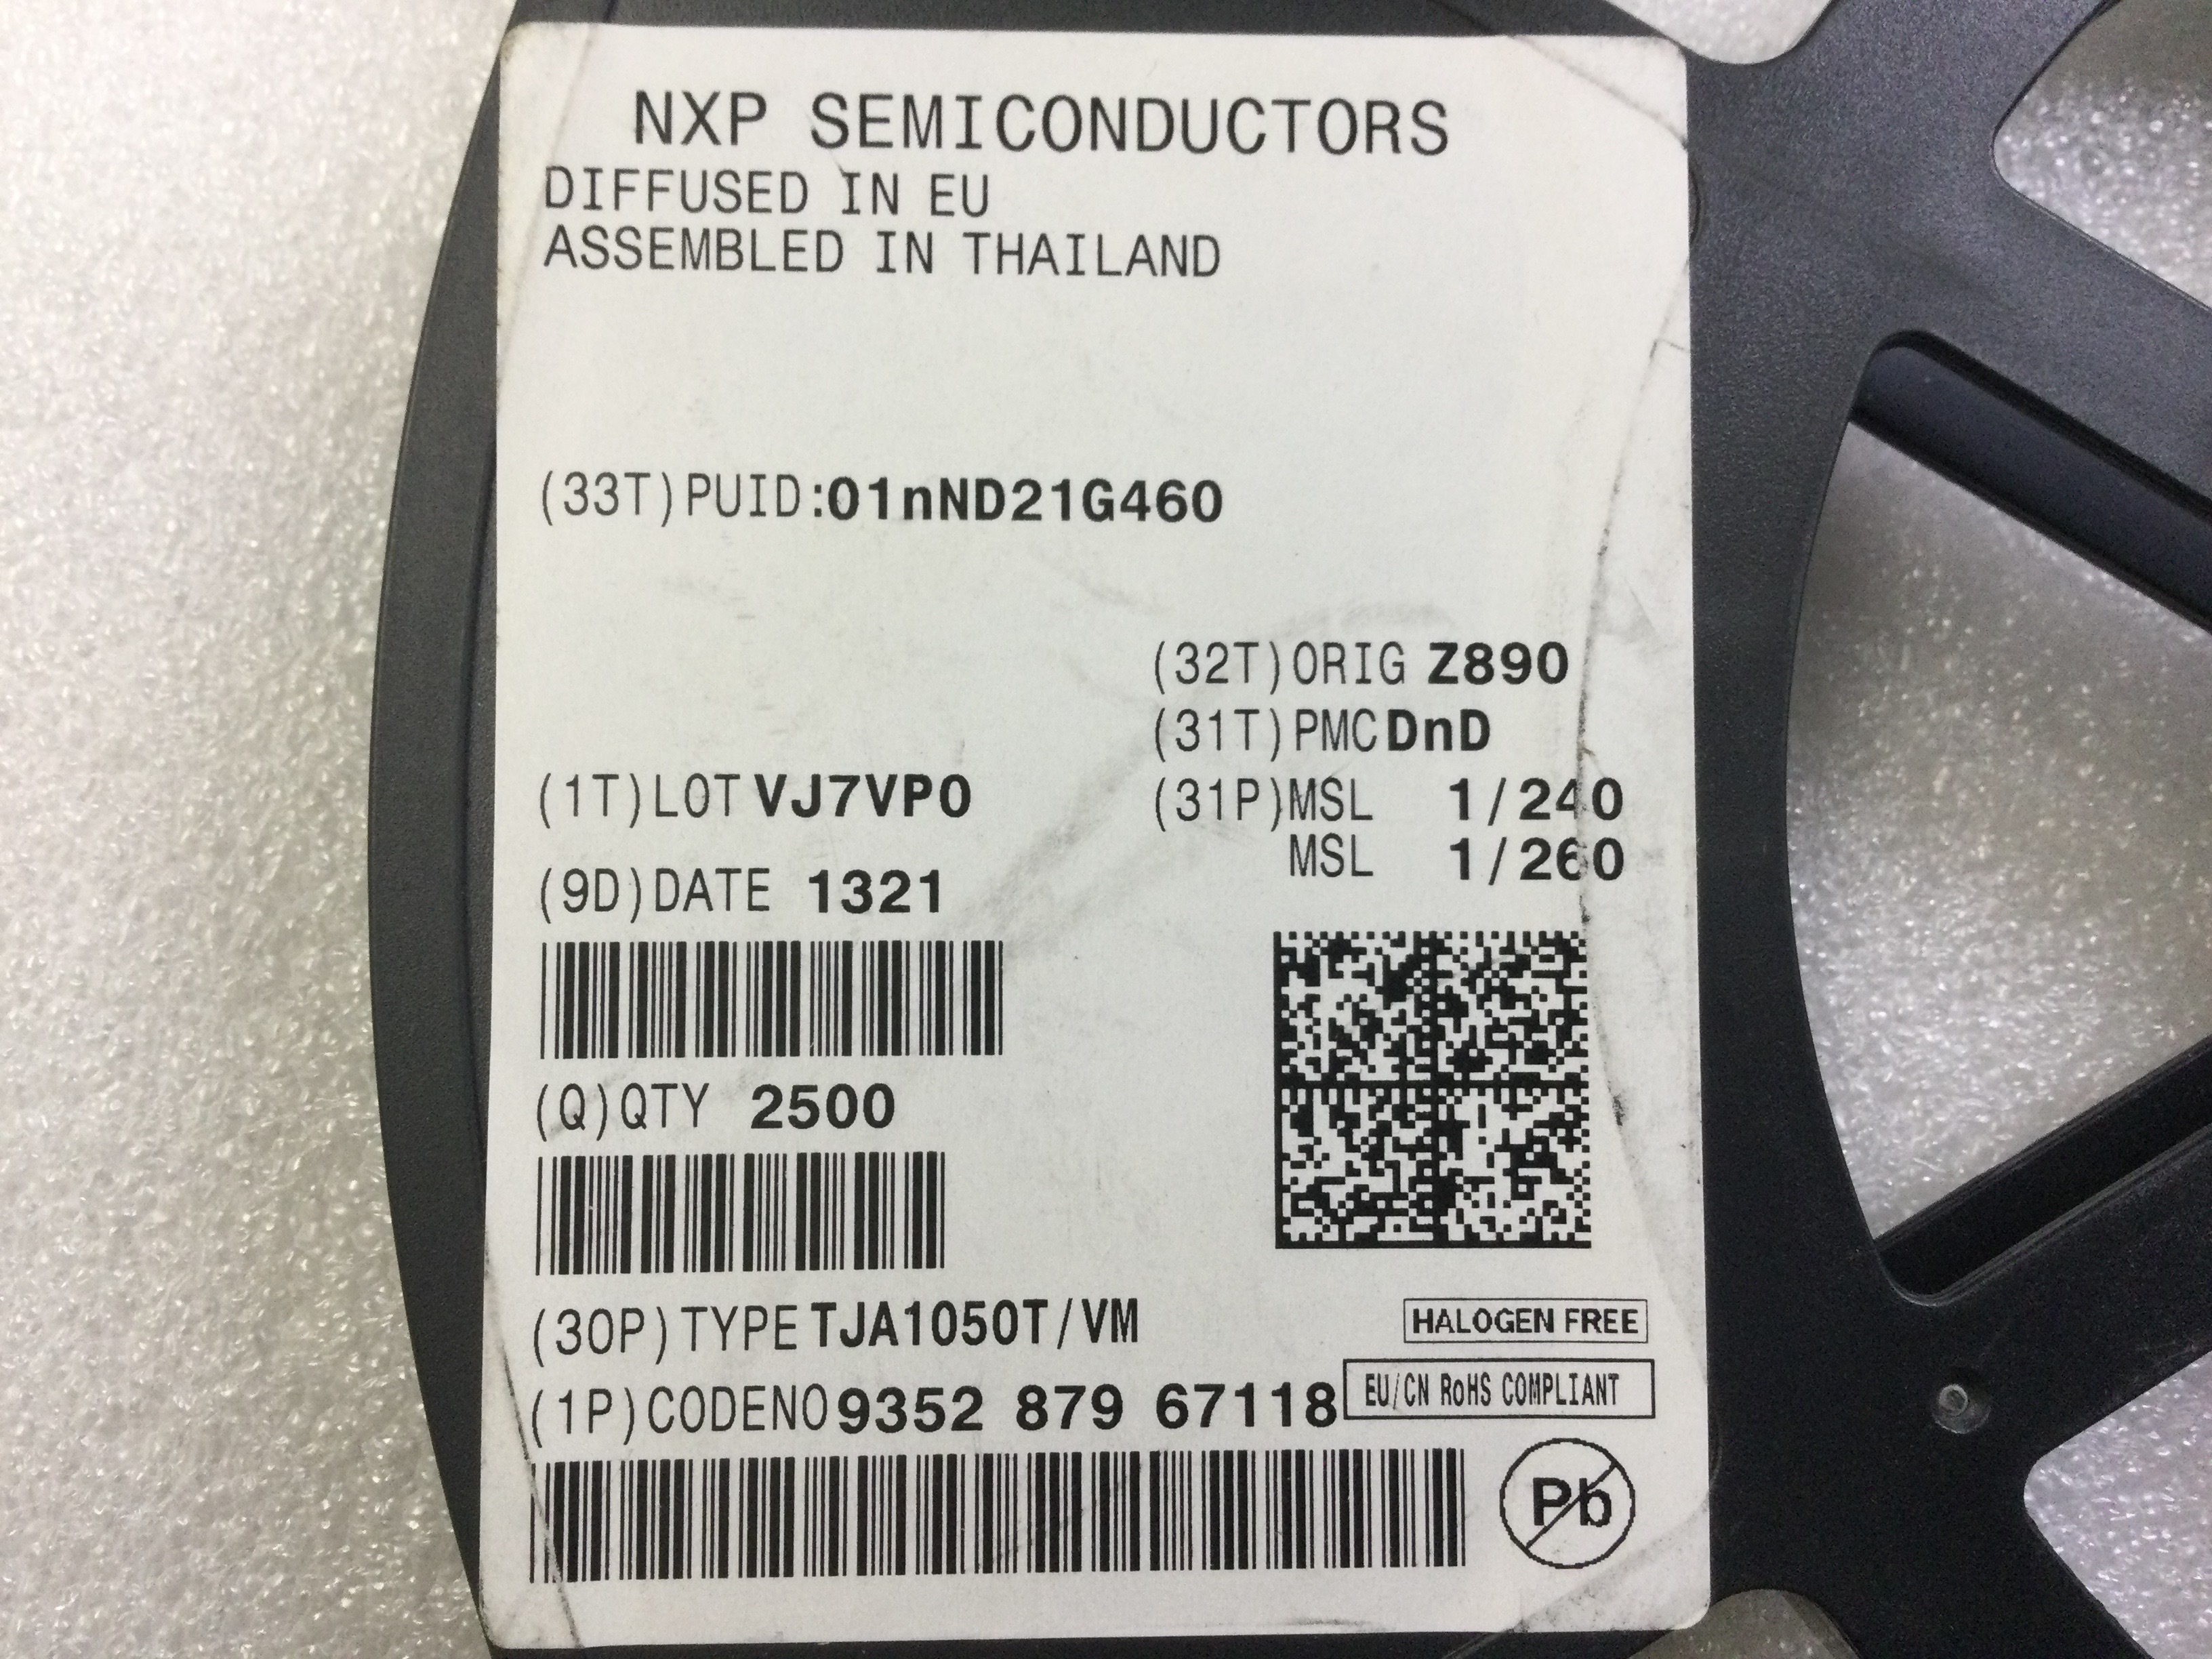 NXP SEMICONDUCTORS
DIFFUSED IN EU
ASSEMBLED IN THAILAND
(33T)PUID:01nND21G460
(32T)ORIG Z890
(31T)PMC DnD
(1T)LOT VJ7VP0
(31P)MSL 1/240
MSL 1/260
(9D)DATE 1321
(Q)QTY 2500
(30P)TYPE TJA1050T/VM
HALOGEN FREE
(1P)CODENO 9352 879 67118
EU/CN RoHS COMPLIANT
Pb